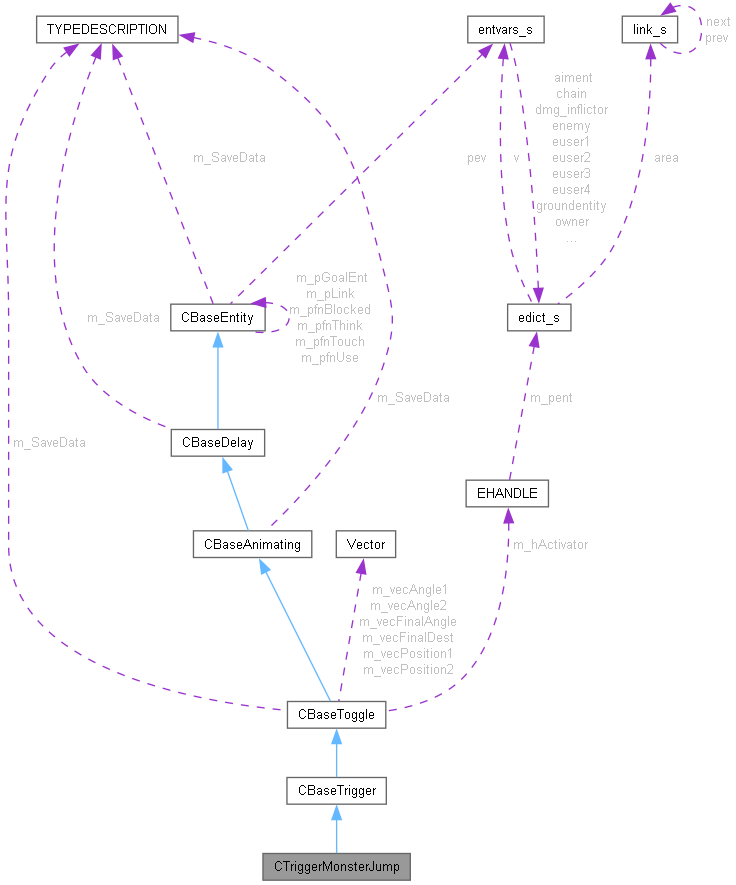 TYPEDESCRIPTION
entvars_s
link_s
next
prev
aiment
chain
dmg_inflictor
enemy
euser1
euser2
euser3
euser4
groundentity
owner
...
m_SaveData
pev
v
area
m_pGoalEnt
m_pLink
m_pfnBlocked
m_pfnThink
m_pfnTouch
m_pfnUse
CBaseEntity
edict_s
m_SaveData
m_SaveData
m_pent
m_SaveData
CBaseDelay
EHANDLE
CBaseAnimating
Vector
m_hActivator
m_vecAngle1
m_vecAngle2
m_vecFinalAngle
m_vecFinalDest
m_vecPosition1
m_vecPosition2
CBaseToggle
CBaseTrigger
CTriggerMonsterJump